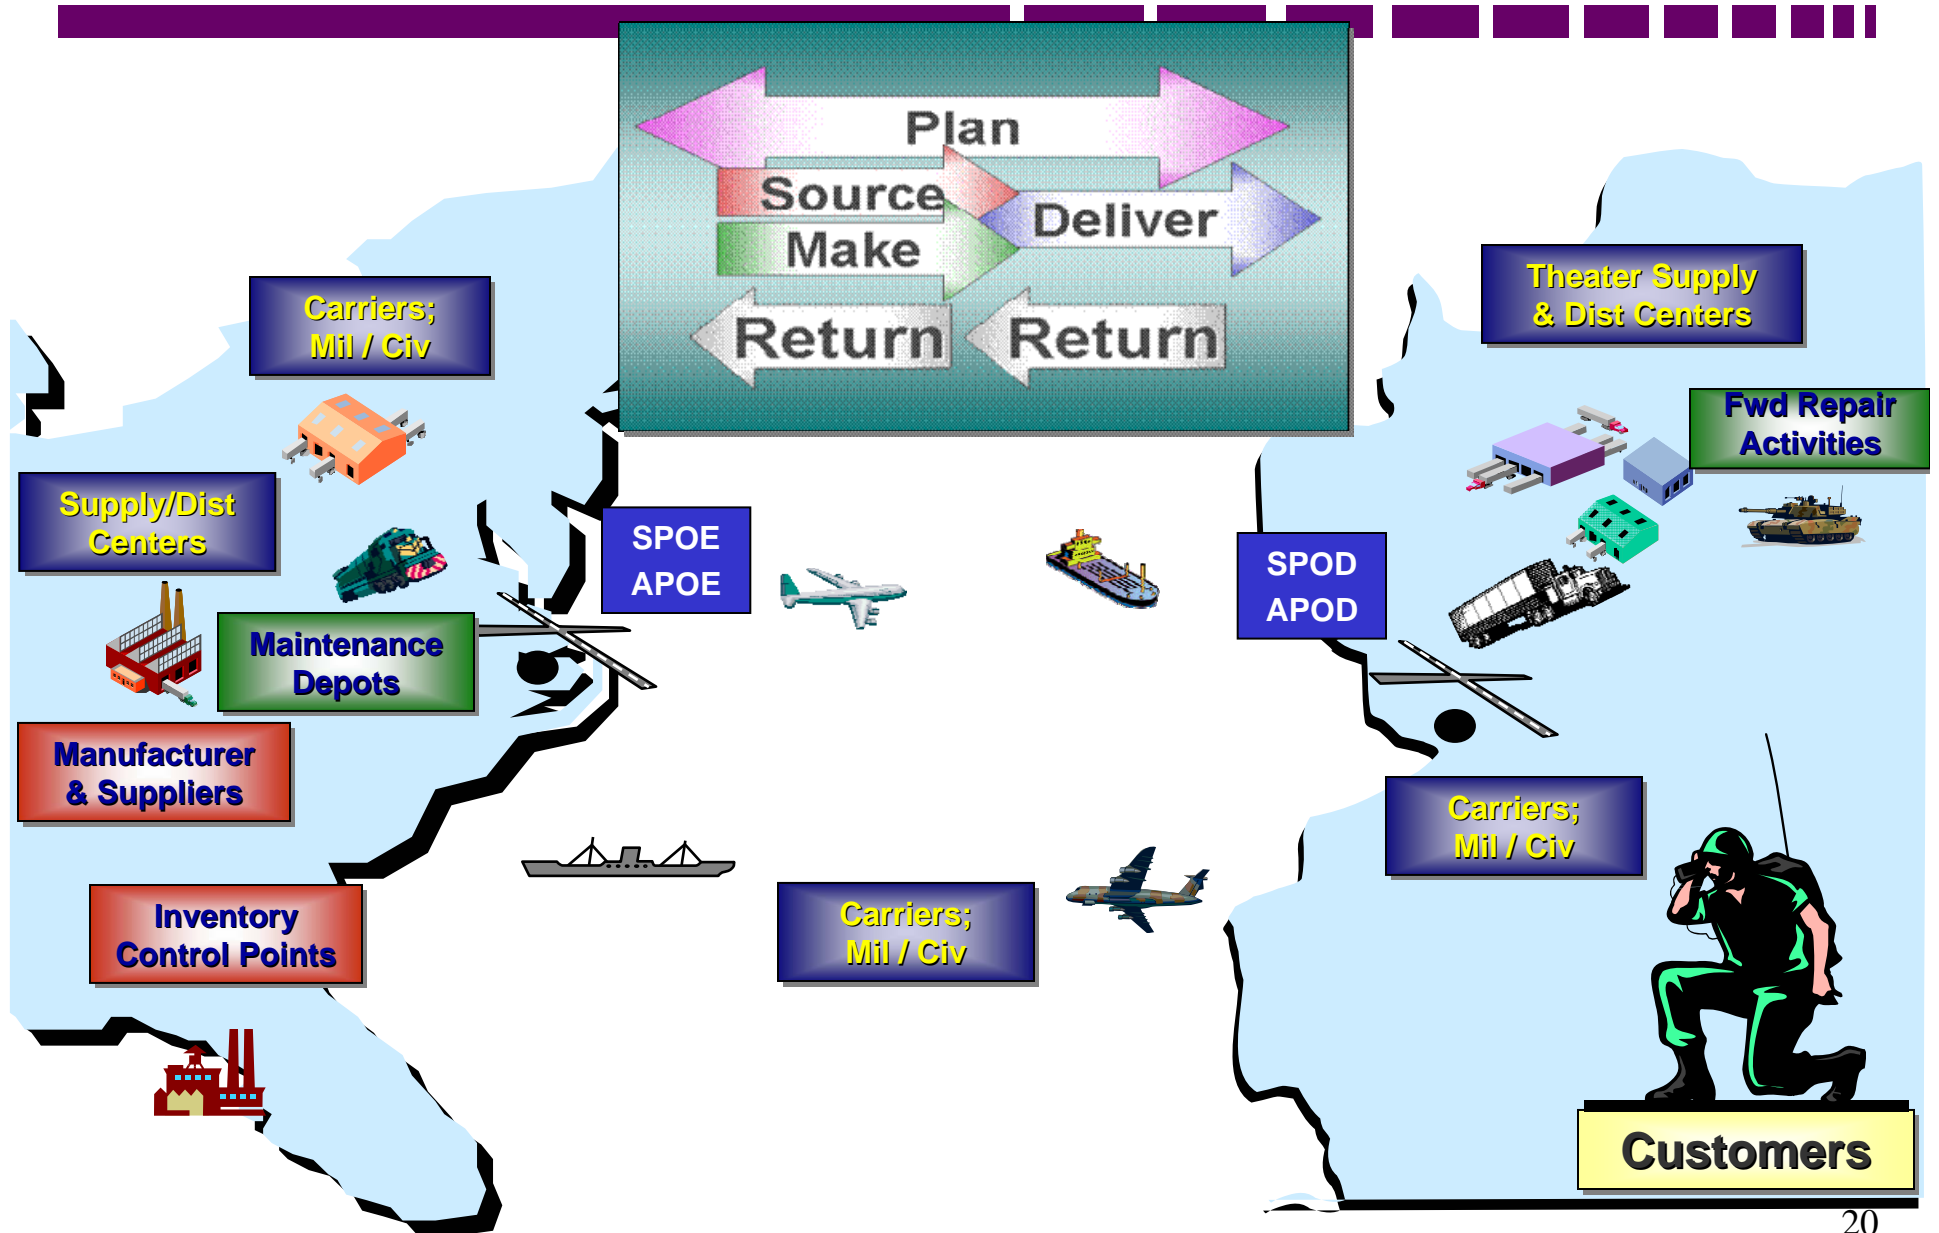 Plan
Source
Deliver
Make
Return
Return
Carriers;
Mil / Civ
Theater Supply
& Dist Centers
Fwd Repair
Activities
Supply/Dist
Centers
SPOE
APOE
SPOD
APOD
Maintenance
Depots
Manufacturer
& Suppliers
Carriers;
Mil / Civ
Inventory
Control Points
Carriers;
Mil / Civ
Customers
20